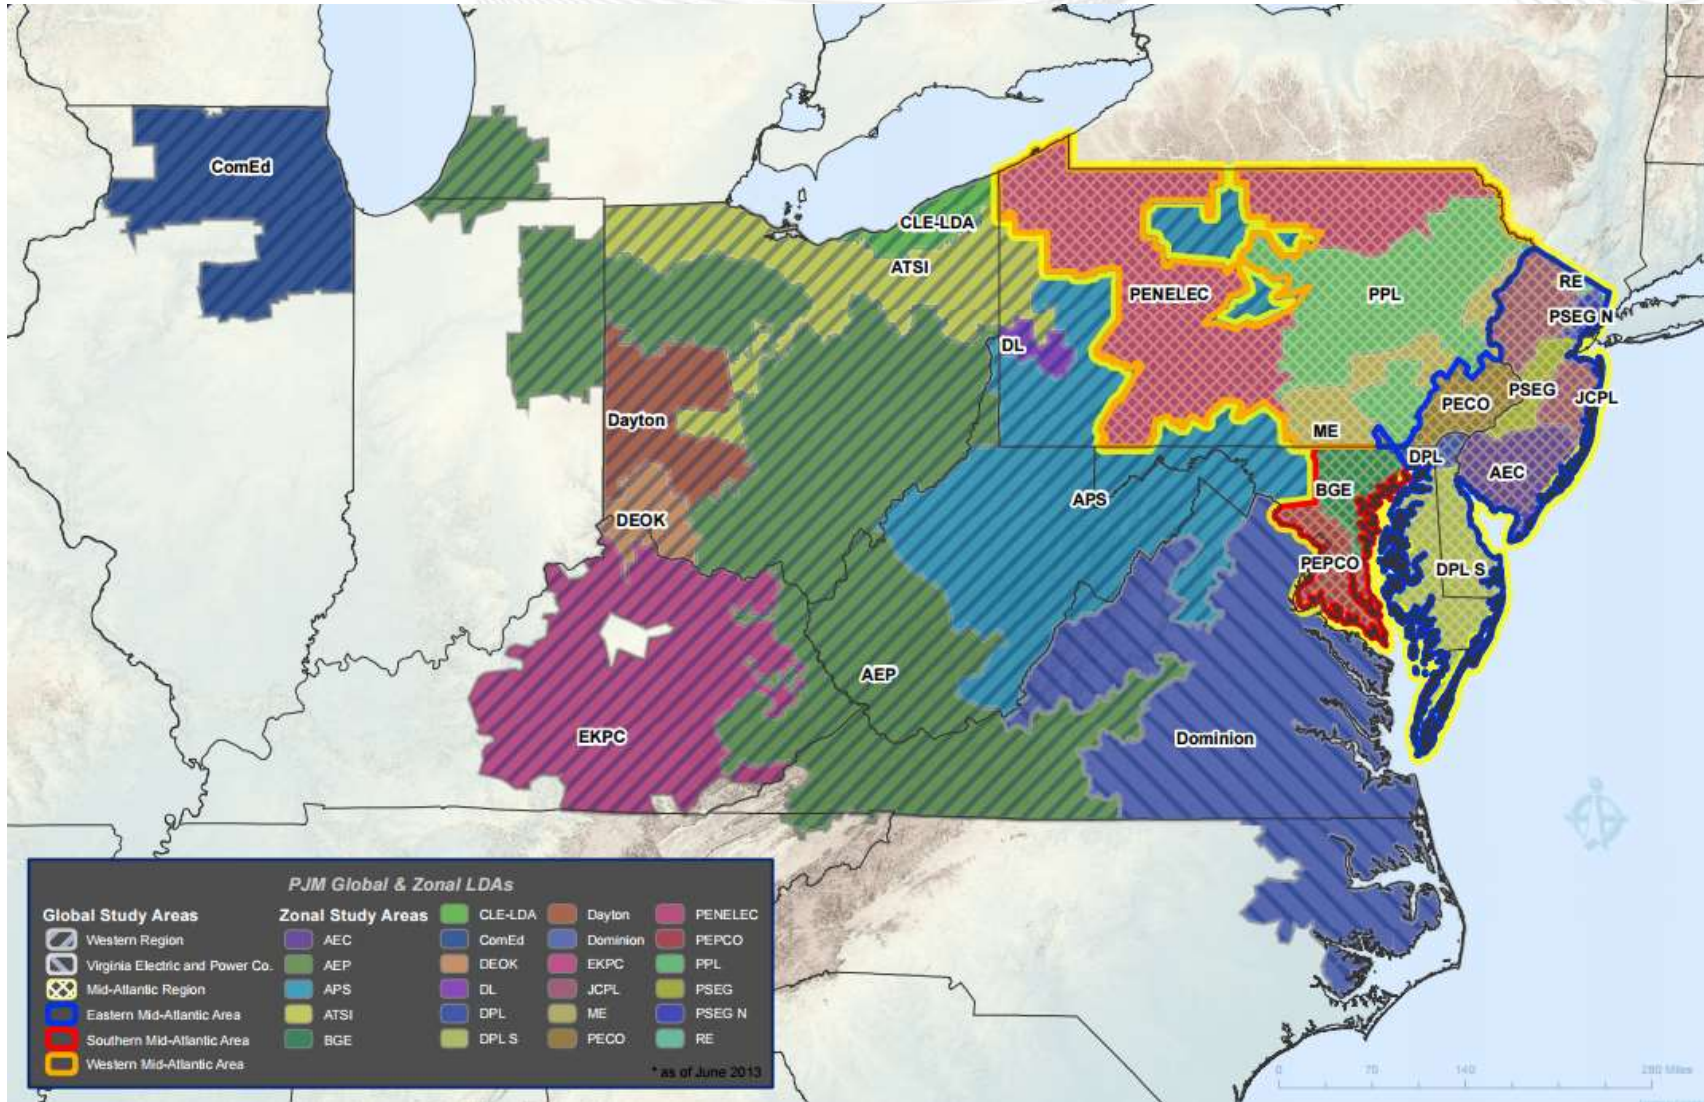 ComEd
CLE-LDA
ATSI
PENELEC
PPL
RE
PSEG N
DL
Dayton
PECO
PSEG
JCPL
ME
DPL
AEC
BGE
APS
DEOK
PEPCO
DPL S
AEP
EKPC
Dominion
PJM Global & Zonal LDAs
Global Study Areas
Western Region
Virginia Electric and Power Co.
Mid-Atlantic Region
Eastern Mid-Atlantic Area
Southern Mid-Atlantic Area
Western Mid-Atlantic Area
Zonal Study Areas
AEC
AEP
APS
ATSI
BGE
CLE-LDA
ComEd
DEOK
DL
DPL
DPL S
Dayton
Dominion
EKPC
JCPL
ME
PECO
PENELEC
PEPCO
PPL
PSEG
PSEG N
RE
* as of June 2013
0 70 140 280 Miles